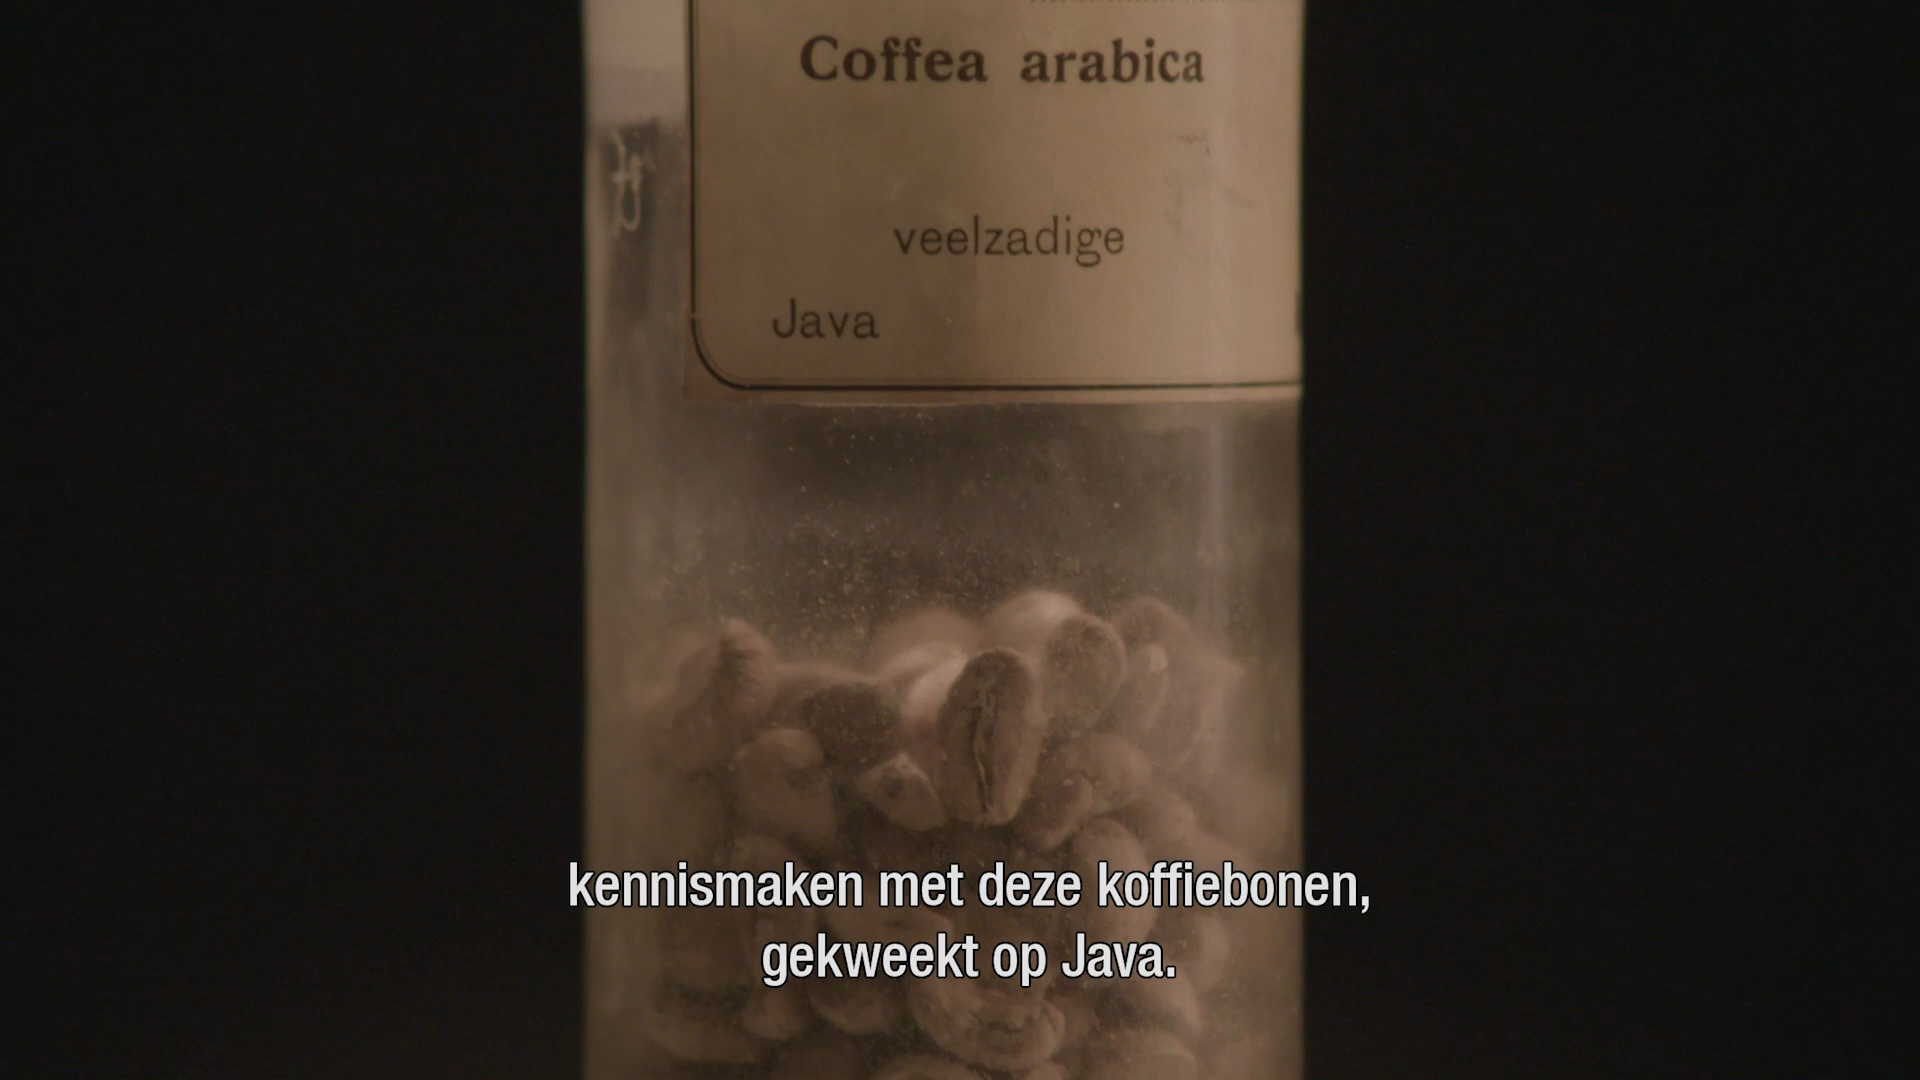 Coffea arabica
veelzadige
Java
kennismaken met deze koffiebonen,
gekweekt op Java.